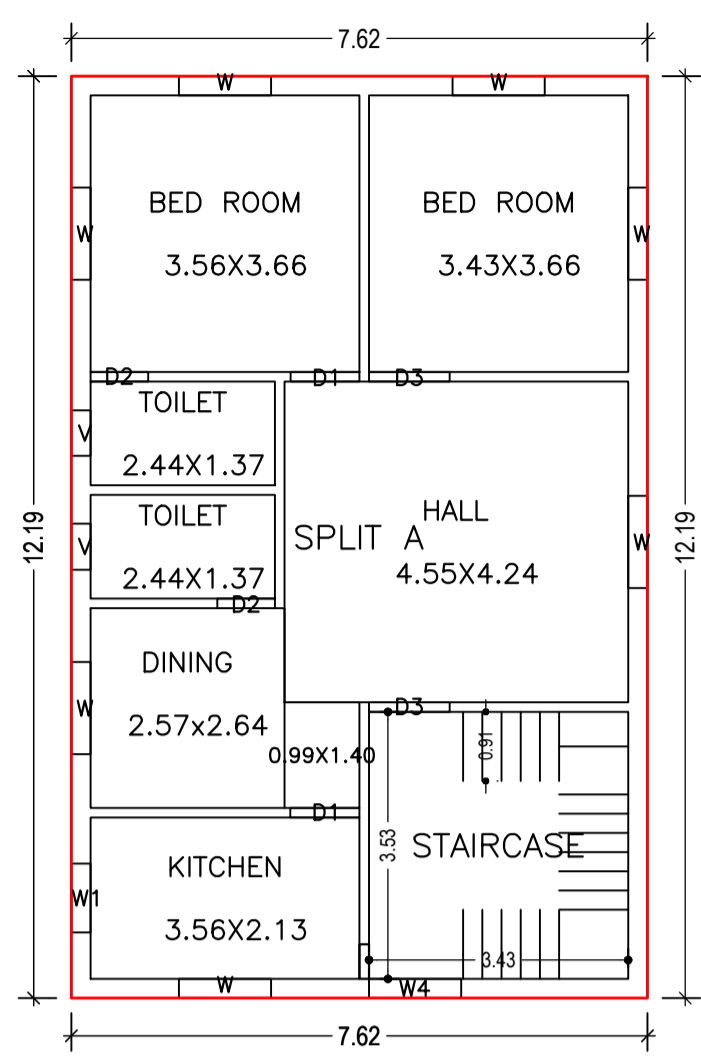 7.62
W
W
BED ROOM
3.56X3.66
BED ROOM
3.43X3.66
W
W
D2
D1
D3
TOILET
2.44X1.37
V
TOILET
2.44X1.37
V
D2
HALL
SPLIT A
4.55X4.24
W
12.19
12.19
DINING
2.57x2.64
W
0.99X1.40
D3
0.91
D1
3.53
STAIRCASE
KITCHEN
3.56X2.13
W1
W
3.43
W4
7.62